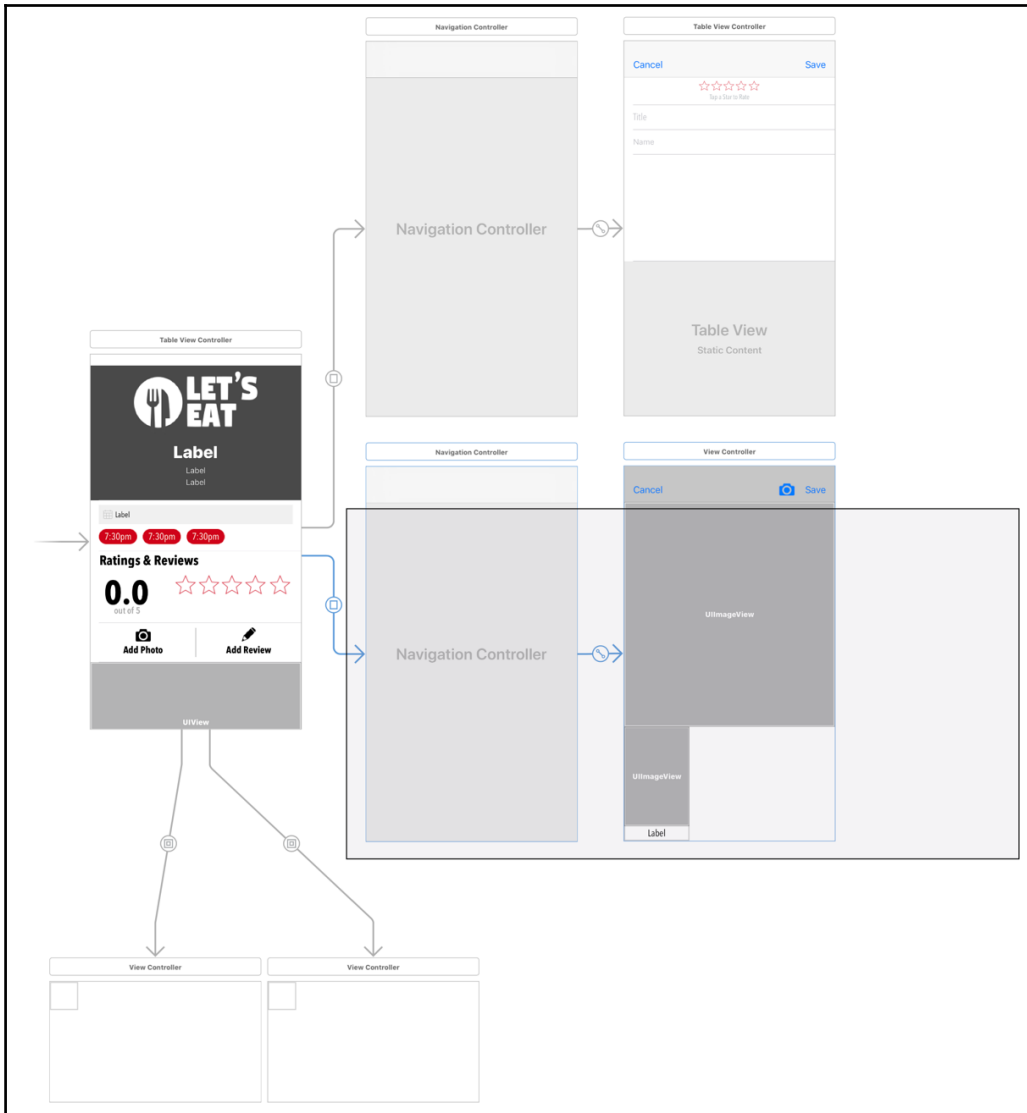 Navigation Controller
Table View Controller
Cancel
Save
Tap a Star to Rate
Title
Name
Navigation Controller
Table View
Static Content
Table View Controller
LET'S
EAT
Label
Label
Label
Label
7:30pm
7:30pm
7:30pm
Ratings & Reviews
0.0
out of 5
Add Photo
Add Review
UIView
Navigation Controller
View Controller
Cancel
Save
UIImageView
Navigation Controller
UIImageView
Label
View Controller
View Controller